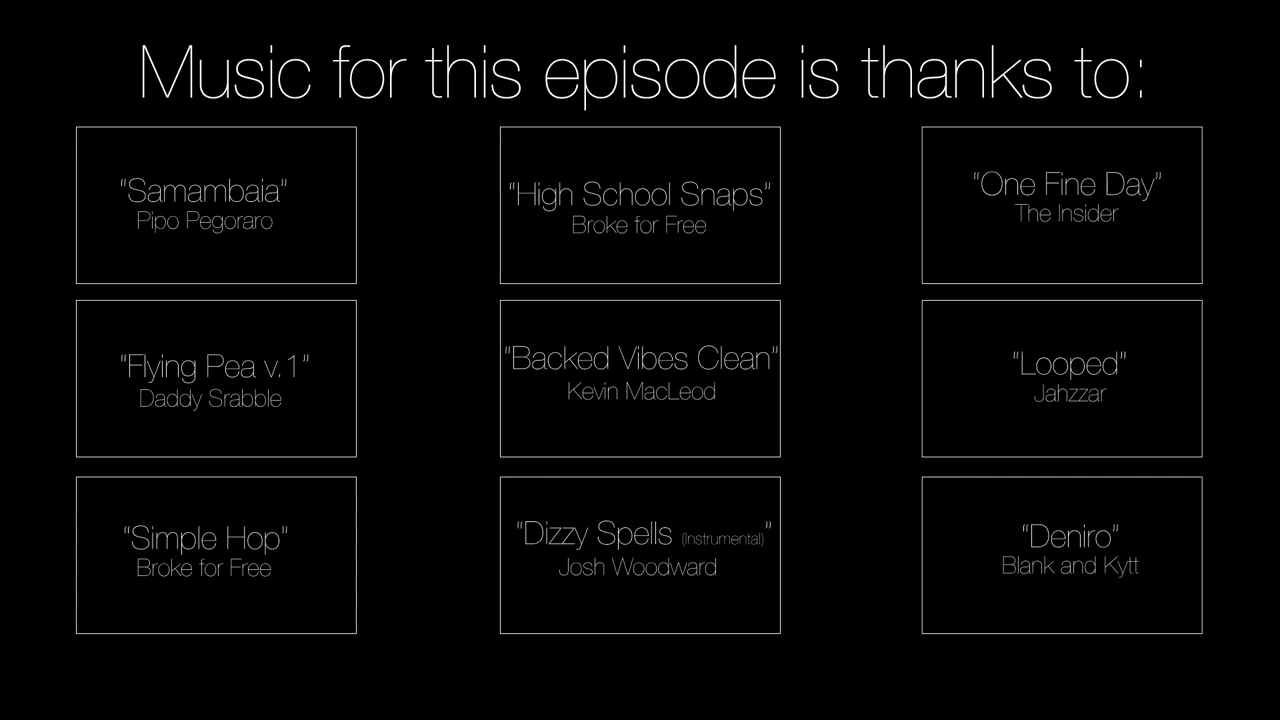 Music for this episode is thanks to:
“Samambaia”
Pipo Pegoraro
“High School Snaps”
Broke for Free
“One Fine Day”
The Insider
“Flying Pea v.1”
Daddy Srabble
“Backed Vibes Clean”
Kevin MacLeod
“Looped”
Jahzzar
“Simple Hop”
Broke for Free
“Dizzy Spells (Instrumental)”
Josh Woodward
“Deniro”
Blank and Kytt